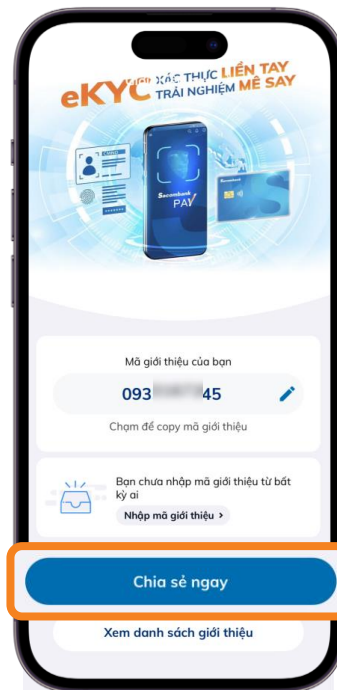 eKYC XÁC THỰC LIỀN TAY
TRẢI NGHIỆM MÊ SAY
Sacombank
PAY
Mã giới thiệu của bạn
093 45
Chạm để copy mã giới thiệu
Bạn chưa nhập mã giới thiệu từ bất
kỳ ai
Nhập mã giới thiệu >
Chia sẻ ngay
Xem danh sách giới thiệu